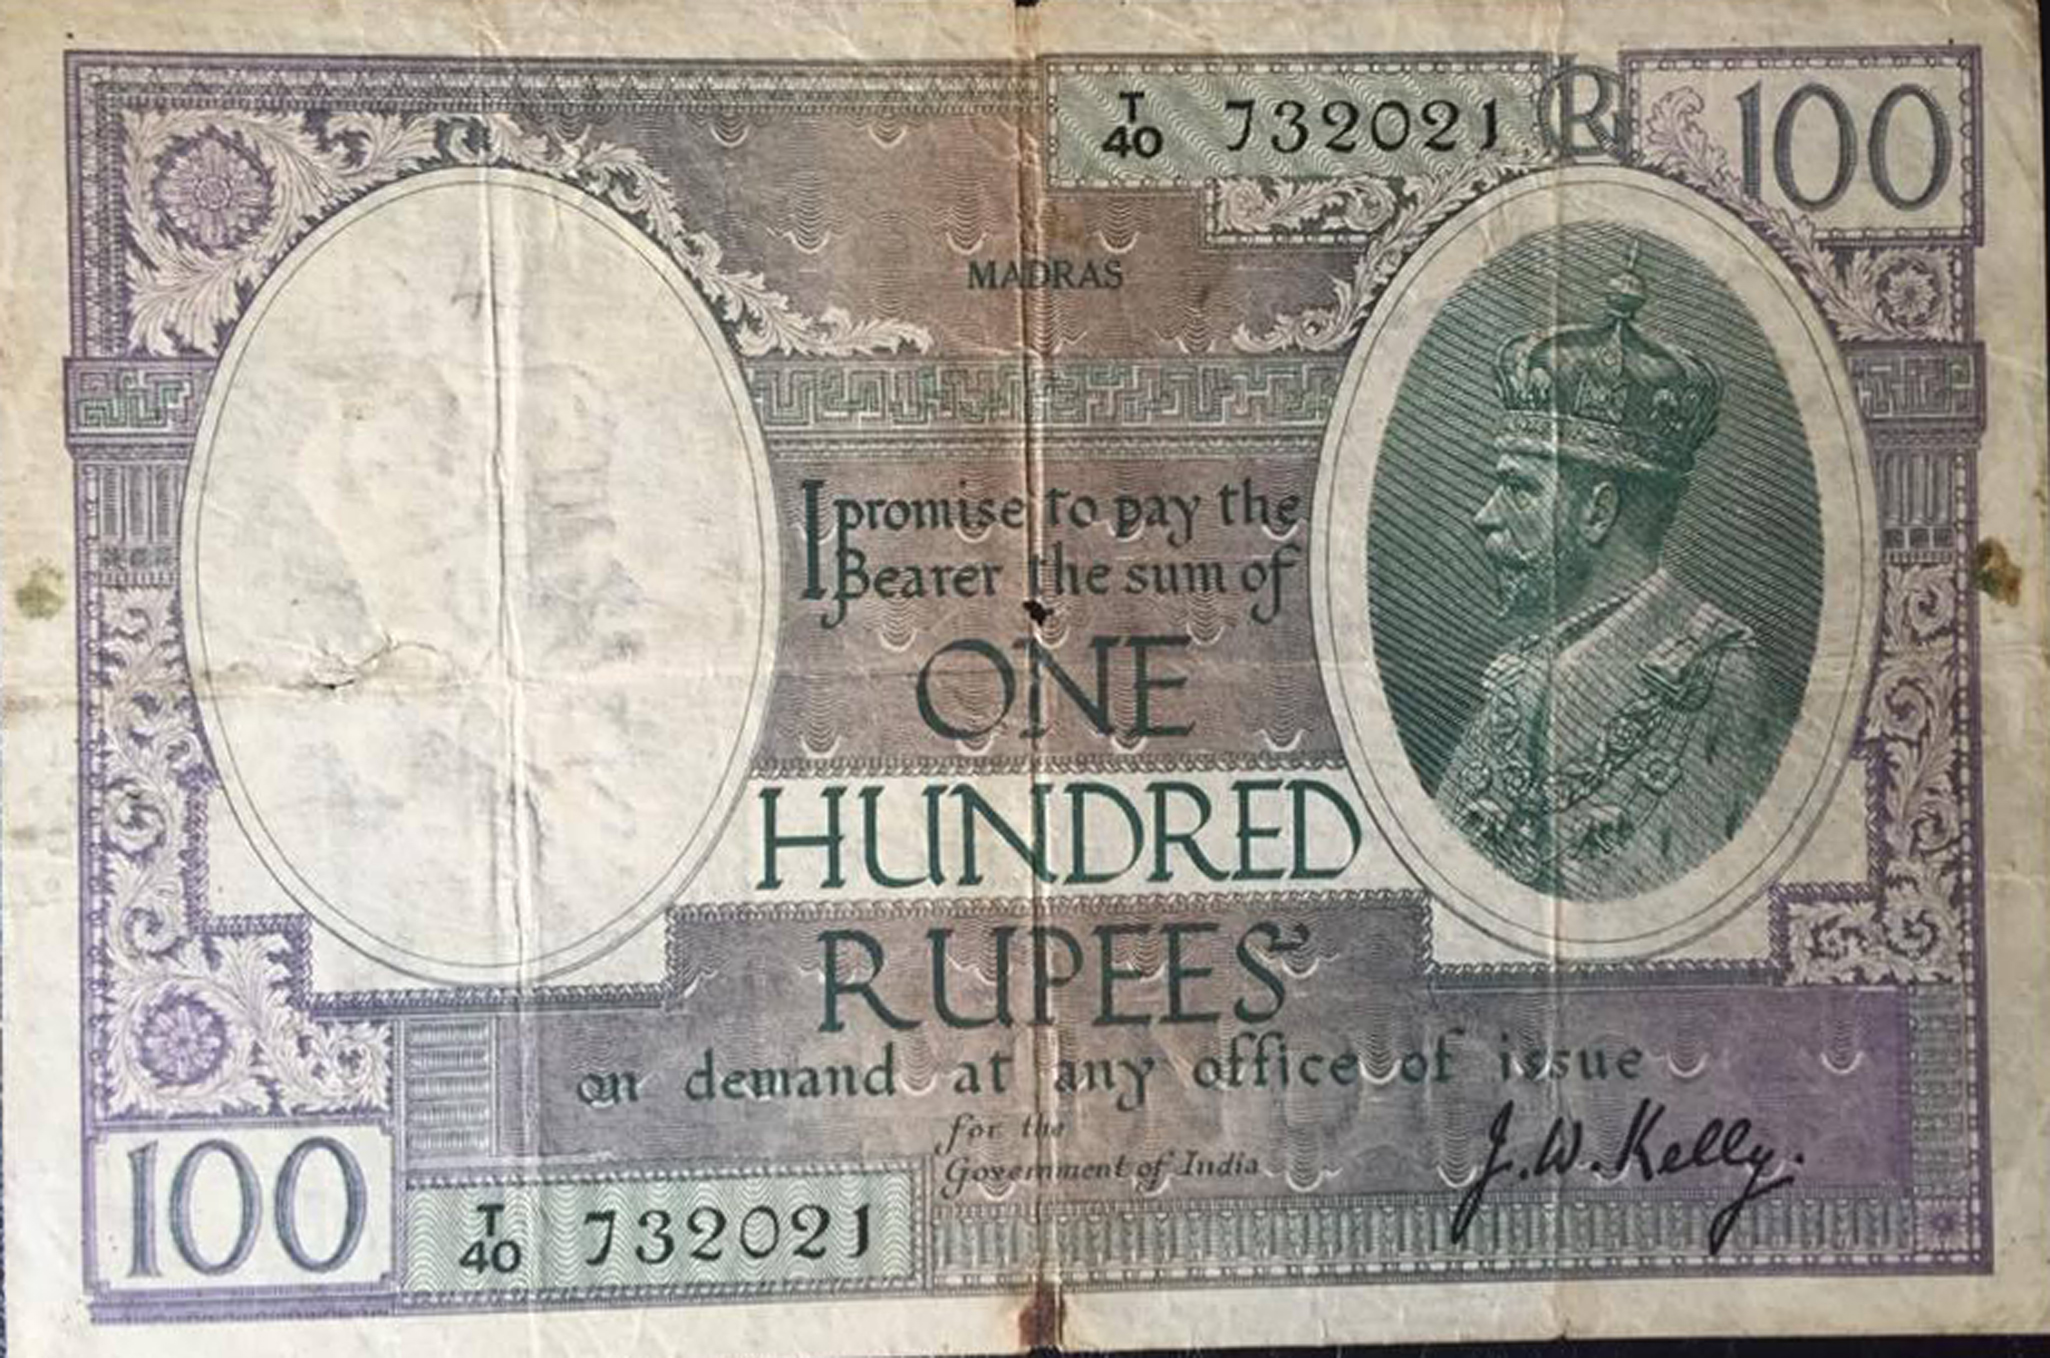 T/40 732021 R 100
MADRAS
I promise to pay the
Bearer the sum of
ONE
HUNDRED
RUPEES
on demand at any office of issue
for the
Government of India
J. W. Kelly.
100 T/40 732021